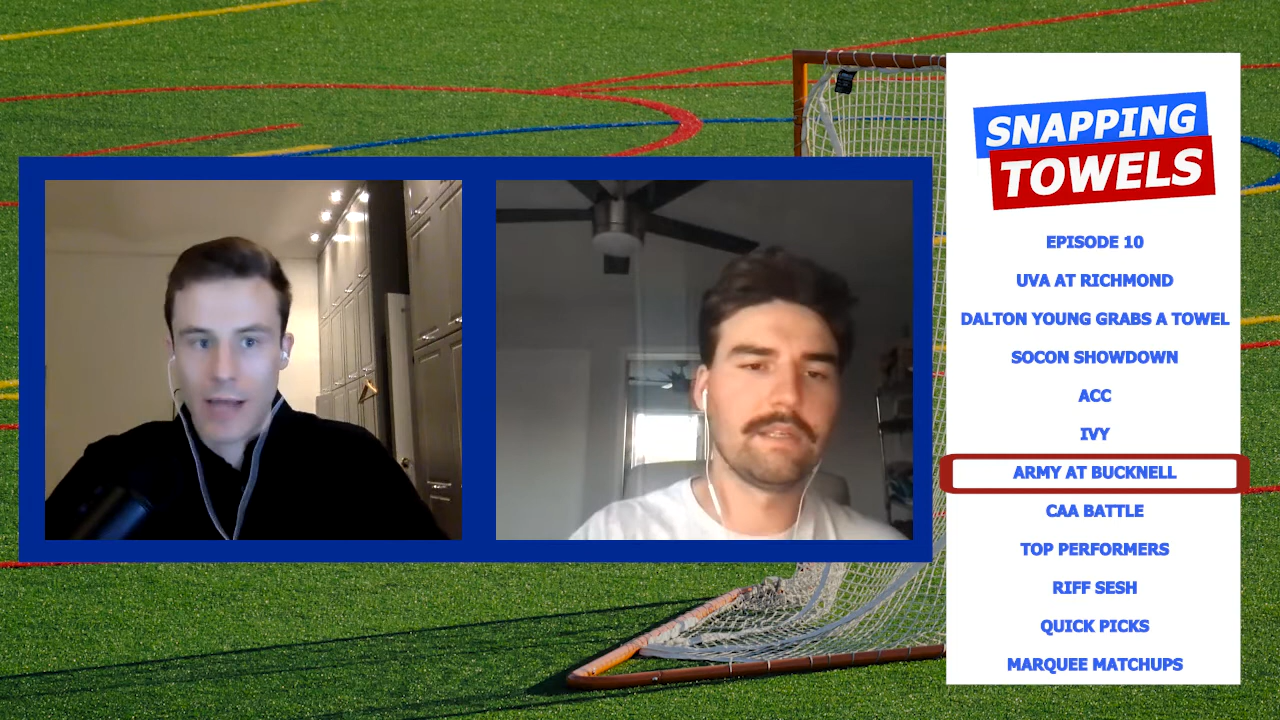 SNAPPING
TOWELS
EPISODE 10
UVA AT RICHMOND
DALTON YOUNG GRABS A TOWEL
SOCON SHOWDOWN
ACC
IVY
ARMY AT BUCKNELL
CAA BATTLE
TOP PERFORMERS
RIFF SESH
QUICK PICKS
MARQUEE MATCHUPS